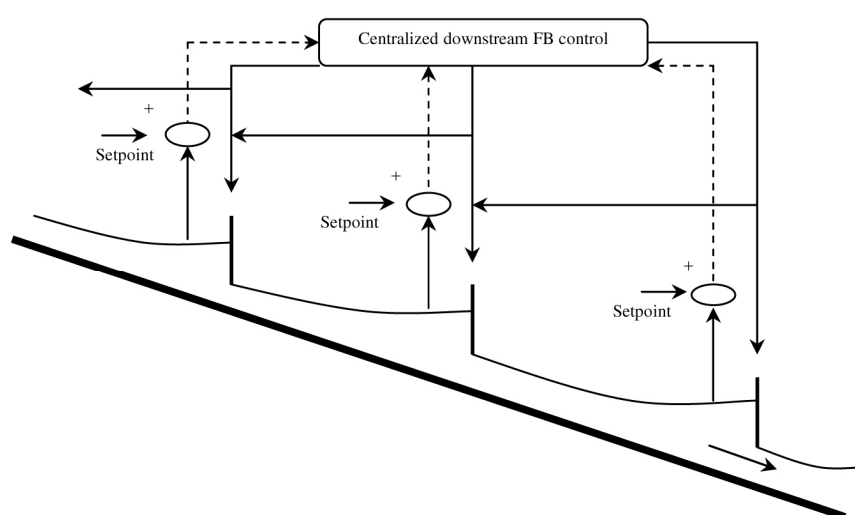 Centralized downstream FB control
+
Setpoint
+
Setpoint
+
Setpoint